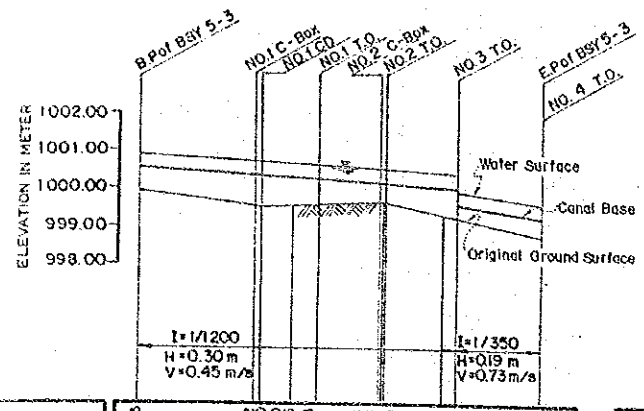 B.P of BSY 5-3
NO.1 C-Box
NO.1 CD
NO.1 T.O.
NO.2 C-Box
NO.2 T.O.
NO.3 T.O.
E.P of BSY 5-3
NO. 4 T.O.
ELEVATION IN METER
1002.00
1001.00
1000.00
999.00
998.00
Water Surface
Canal Base
Original Ground Surface
I=1/1200
H=0.30 m
V=0.45 m/s
I=1/350
H=0.19 m
V=0.73 m/s